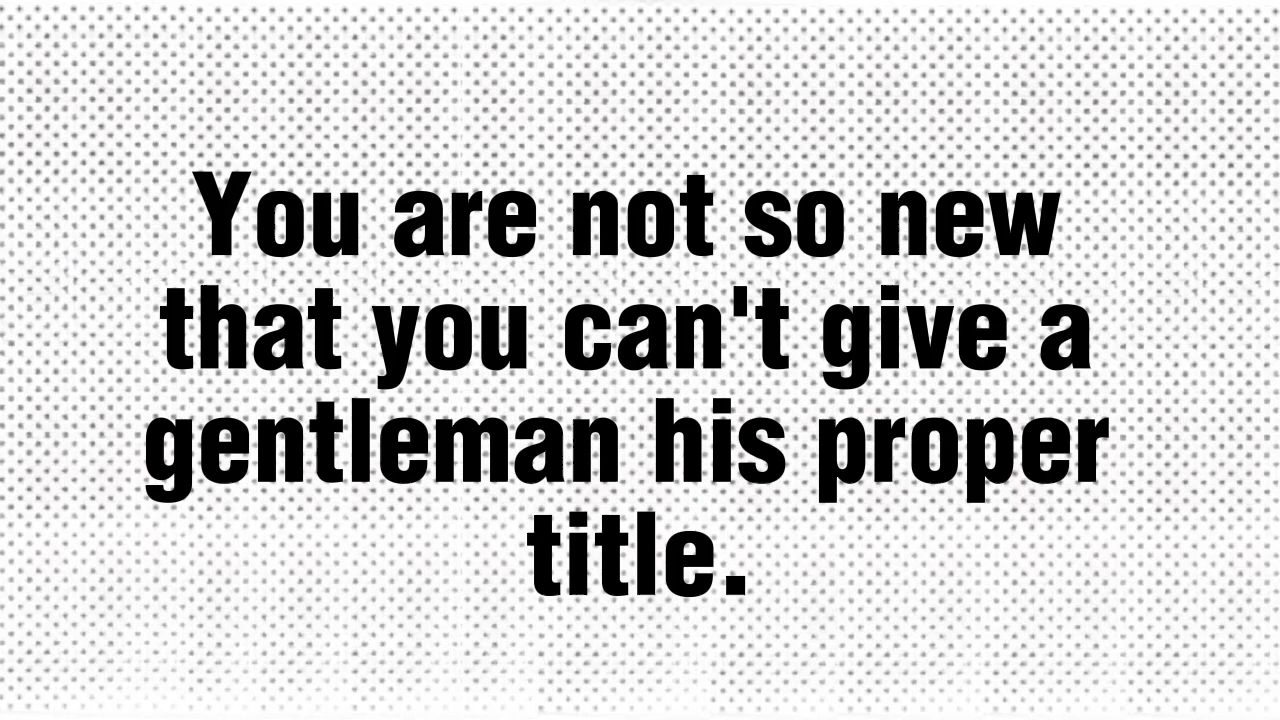 You are not so new
that you can't give a
gentleman his proper
title.